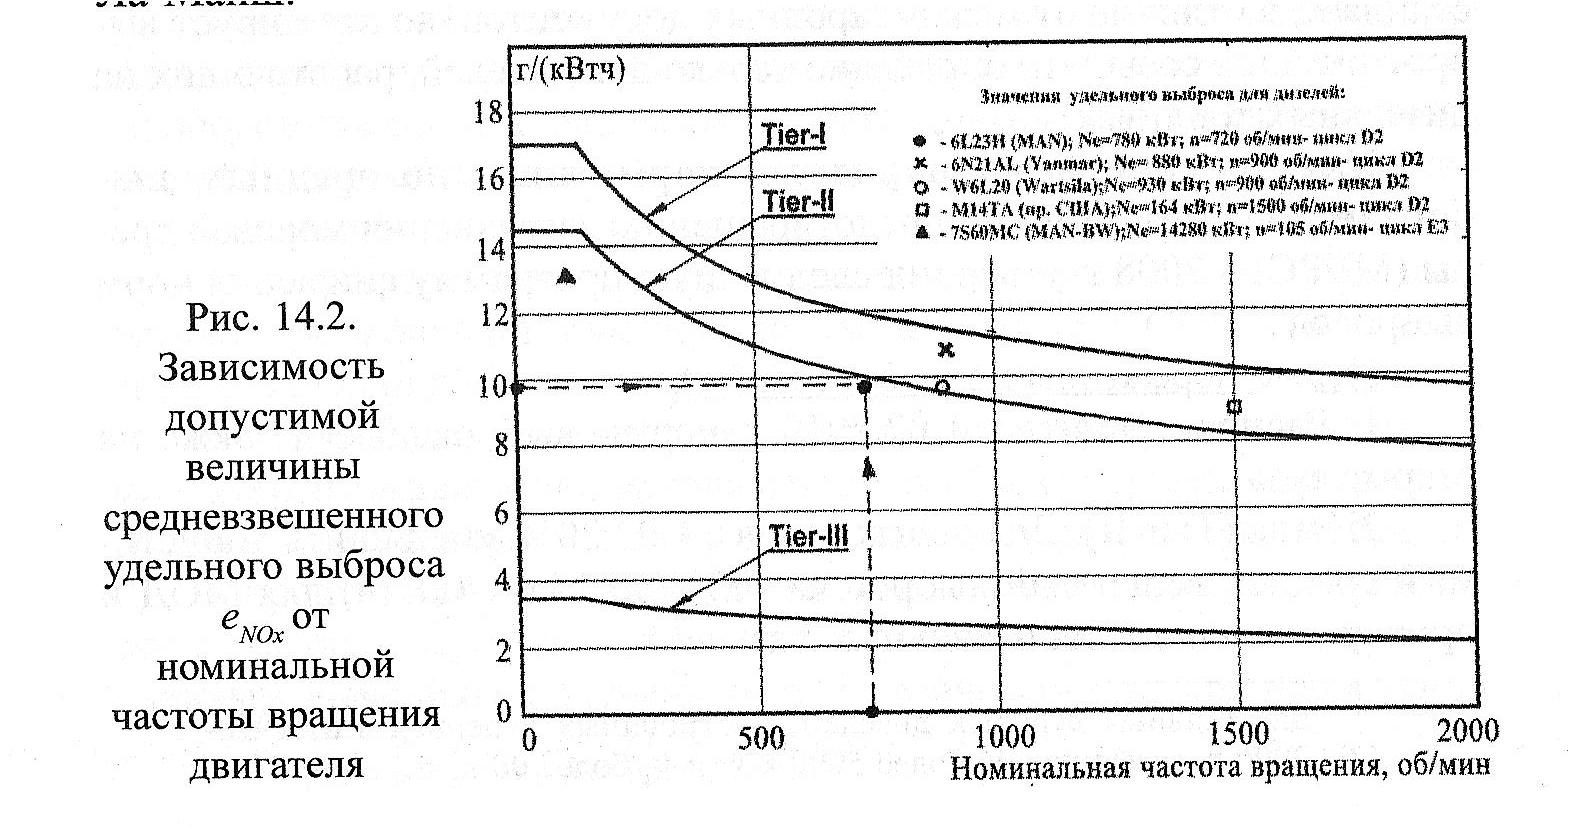 г/(кВтч)
18
16
14
12
10
8
6
4
2
0
0
500
1000
1500
2000
Номинальная частота вращения, об/мин
Tier-I
Tier-II
Tier-III
Значения удельного выброса для дизелей:
- 6L23H (MAN); Ne=780 кВт; n=720 об/мин- цикл D2
- 6N21AL (Yanmar); Ne= 880 кВт; n=900 об/мин- цикл D2
- W6L20 (Wartsila);Ne=930 кВт; n=900 об/мин- цикл D2
- M14TA (пр. США);Ne=164 кВт; n=1500 об/мин- цикл D2
- 7S60MC (MAN-BW);Ne=14280 кВт; n=105 об/мин- цикл E3
Рис. 14.2.
Зависимость
допустимой
величины
средневзвешенного
удельного выброса
eNOx от
номинальной
частоты вращения
двигателя